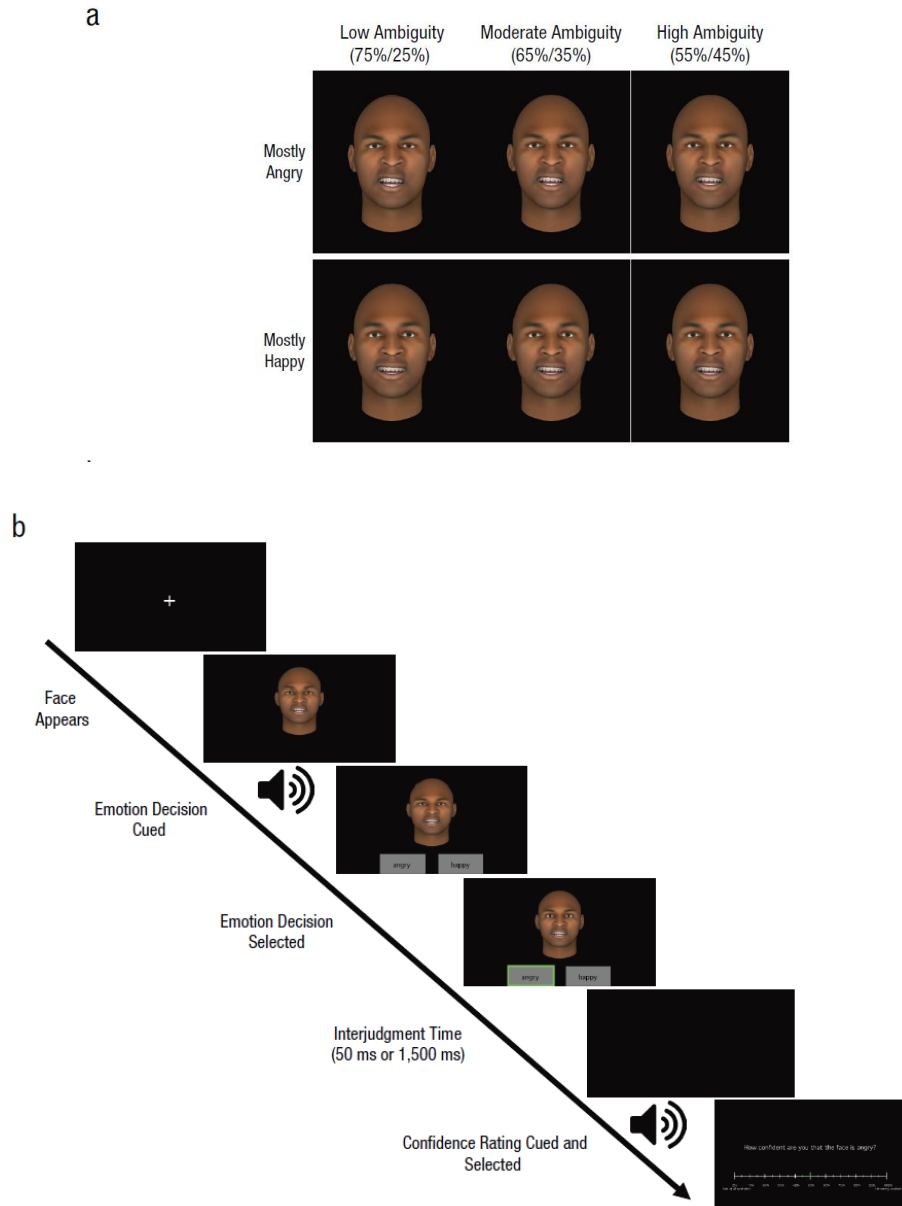 a
Low Ambiguity
(75%/25%)
Moderate Ambiguity
(65%/35%)
High Ambiguity
(55%/45%)
Mostly
Angry
Mostly
Happy
b
Face
Appears
Emotion Decision
Cued
angry
happy
Emotion Decision
Selected
angry
happy
Interjudgment Time
(50 ms or 1,500 ms)
Confidence Rating Cued and
Selected
How confident are you that the face is angry?